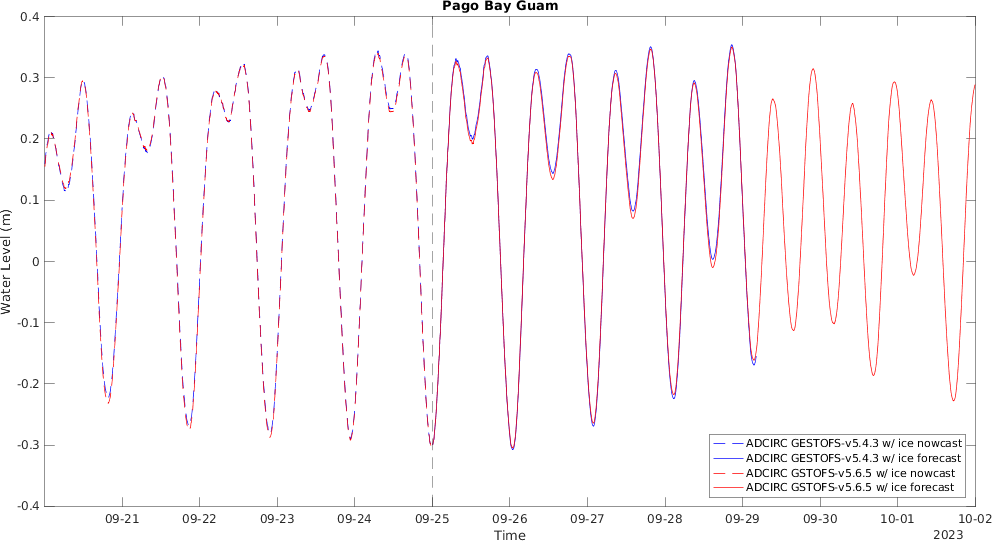 Pago Bay Guam
0.4
0.3
0.2
0.1
0
-0.1
-0.2
-0.3
-0.4
Water Level (m)
ADCIRC GESTOFS-v5.4.3 w/ ice nowcast
ADCIRC GESTOFS-v5.4.3 w/ ice forecast
ADCIRC GSTOFS-v5.6.5 w/ ice nowcast
ADCIRC GSTOFS-v5.6.5 w/ ice forecast
09-21 09-22 09-23 09-24 09-25 09-26 09-27 09-28 09-29 09-30 10-01 10-02
Time
2023